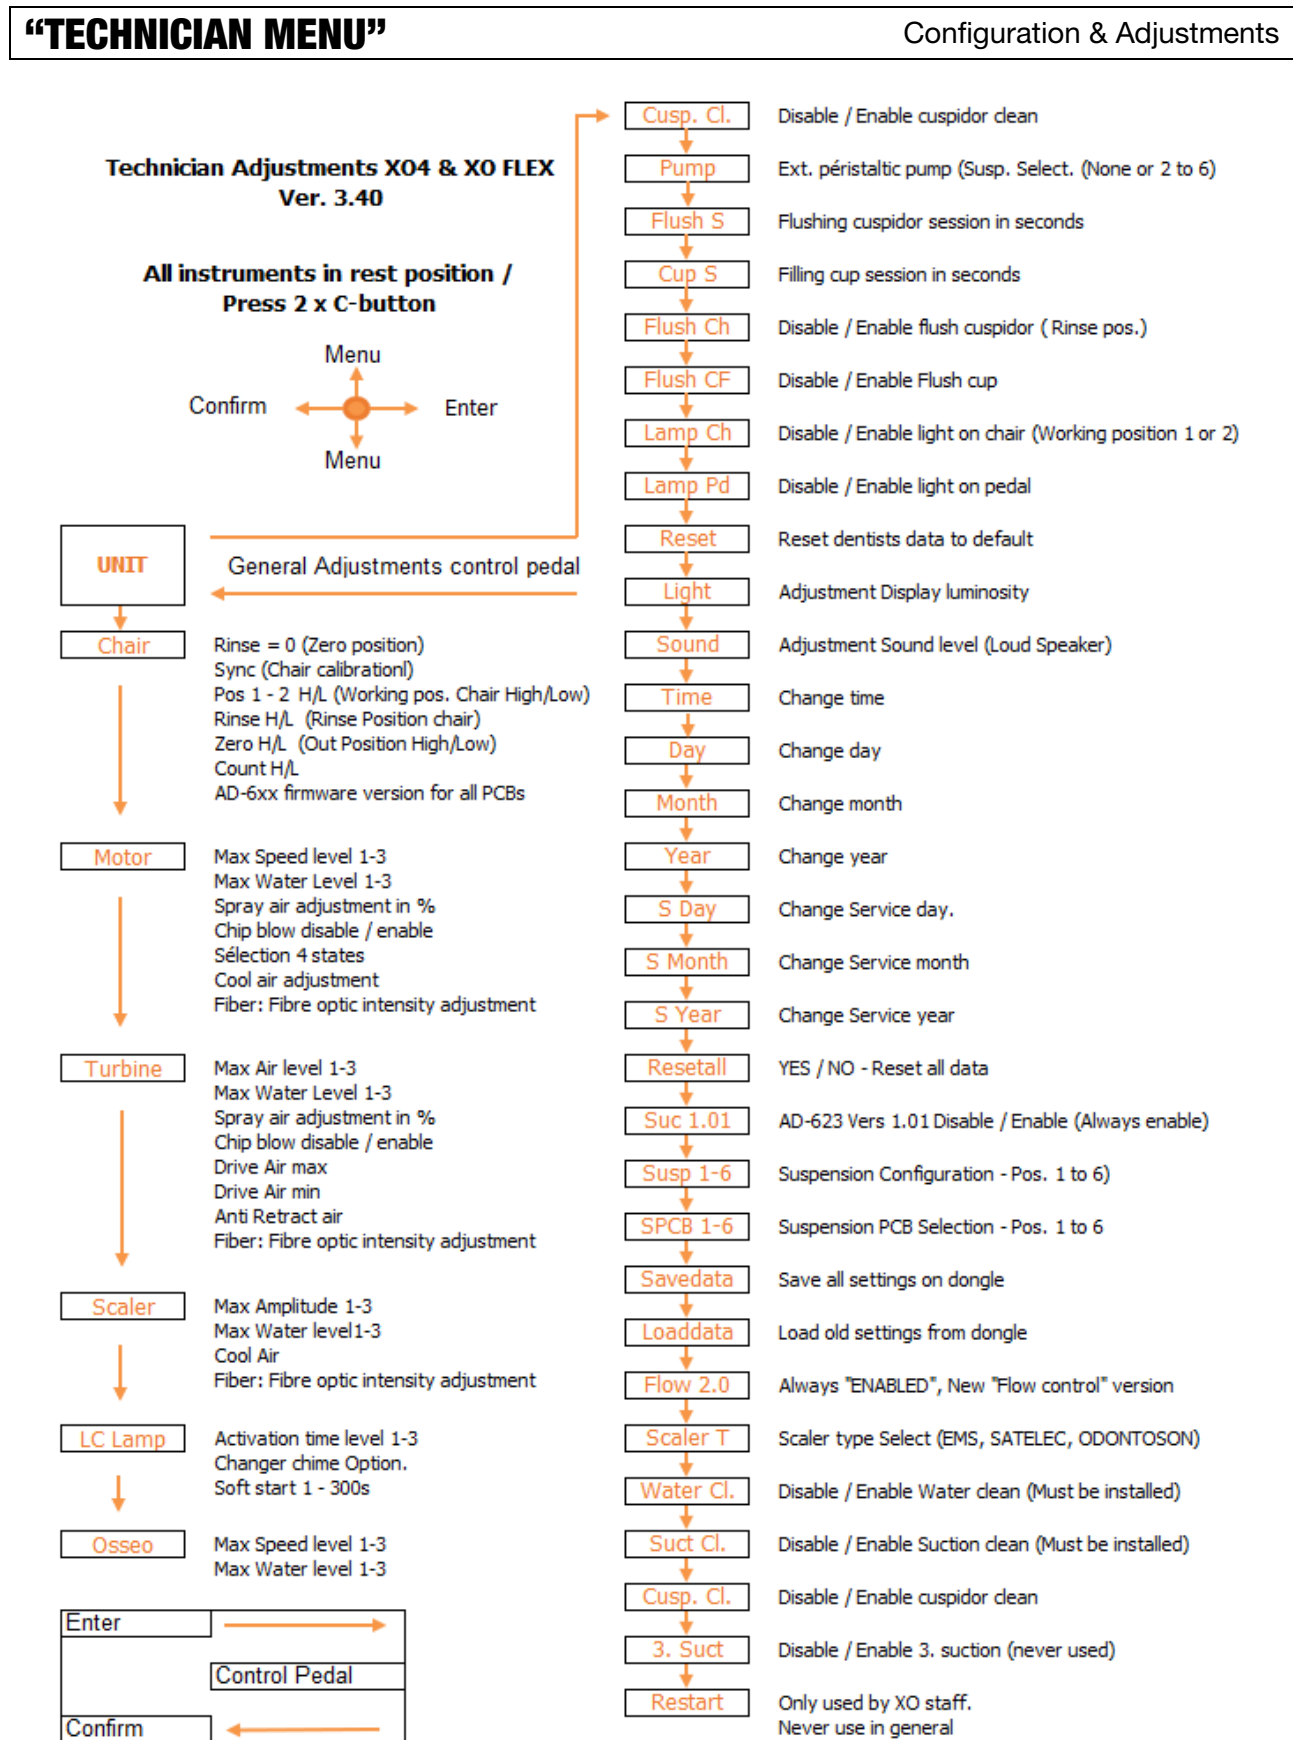 “TECHNICIAN MENU”
Configuration & Adjustments
Technician Adjustments XO4 & XO FLEX
Ver. 3.40
All instruments in rest position /
Press 2 x C-button
Menu
Confirm
Enter
Menu
UNIT
General Adjustments control pedal
Chair
Rinse = 0 (Zero position)
Sync (Chair calibrationl)
Pos 1 - 2 H/L (Working pos. Chair High/Low)
Rinse H/L (Rinse Position chair)
Zero H/L (Out Position High/Low)
Count H/L
AD-6xx firmware version for all PCBs
Motor
Max Speed level 1-3
Max Water Level 1-3
Spray air adjustment in %
Chip blow disable / enable
Sélection 4 states
Cool air adjustment
Fiber: Fibre optic intensity adjustment
Turbine
Max Air level 1-3
Max Water Level 1-3
Spray air adjustment in %
Chip blow disable / enable
Drive Air max
Drive Air min
Anti Retract air
Fiber: Fibre optic intensity adjustment
Scaler
Max Amplitude 1-3
Max Water level1-3
Cool Air
Fiber: Fibre optic intensity adjustment
LC Lamp
Activation time level 1-3
Changer chime Option.
Soft start 1 - 300s
Osseo
Max Speed level 1-3
Max Water level 1-3
Enter
Control Pedal
Confirm
Cusp. Cl.
Disable / Enable cuspidor clean
Pump
Ext. péristaltic pump (Susp. Select. (None or 2 to 6)
Flush S
Flushing cuspidor session in seconds
Cup S
Filling cup session in seconds
Flush Ch
Disable / Enable flush cuspidor ( Rinse pos.)
Flush CF
Disable / Enable Flush cup
Lamp Ch
Disable / Enable light on chair (Working position 1 or 2)
Lamp Pd
Disable / Enable light on pedal
Reset
Reset dentists data to default
Light
Adjustment Display luminosity
Sound
Adjustment Sound level (Loud Speaker)
Time
Change time
Day
Change day
Month
Change month
Year
Change year
S Day
Change Service day.
S Month
Change Service month
S Year
Change Service year
Resetall
YES / NO - Reset all data
Suc 1.01
AD-623 Vers 1.01 Disable / Enable (Always enable)
Susp 1-6
Suspension Configuration - Pos. 1 to 6)
SPCB 1-6
Suspension PCB Selection - Pos. 1 to 6
Savedata
Save all settings on dongle
Loaddata
Load old settings from dongle
Flow 2.0
Always "ENABLED", New "Flow control" version
Scaler T
Scaler type Select (EMS, SATELEC, ODONTOSON)
Water Cl.
Disable / Enable Water clean (Must be installed)
Suct Cl.
Disable / Enable Suction clean (Must be installed)
Cusp. Cl.
Disable / Enable cuspidor clean
3. Suct
Disable / Enable 3. suction (never used)
Restart
Only used by XO staff.
Never use in general